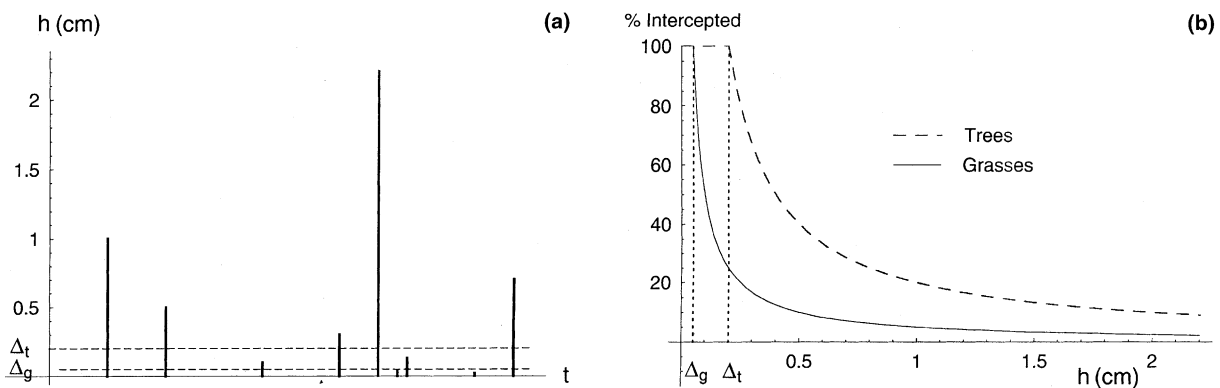 h (cm)
(a)
2
1.5
1
0.5
Δt
Δg
t
% Intercepted
(b)
100
80
60
40
20
Trees
Grasses
0.5
1
1.5
2
Δg
Δt
h (cm)